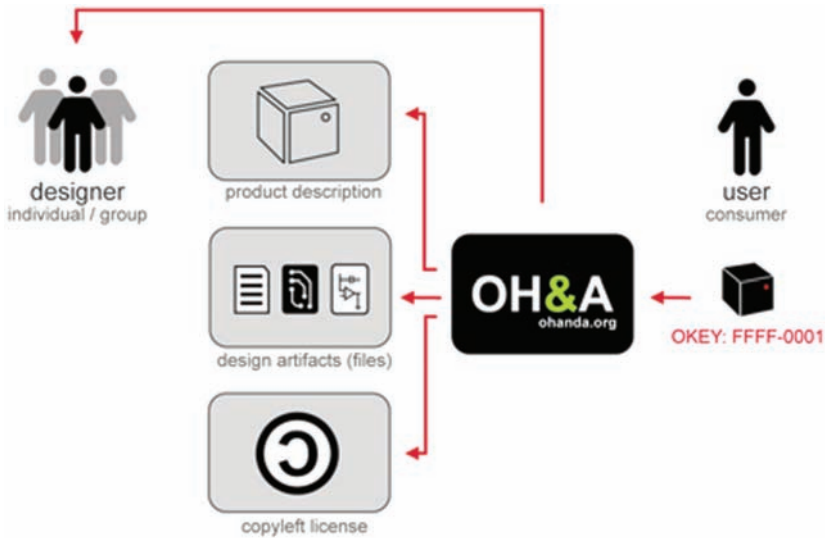 designer
individual / group
product description
design artifacts (files)
copyleft license
OH&A
ohanda.org
user
consumer
OKEY: FFFF-0001